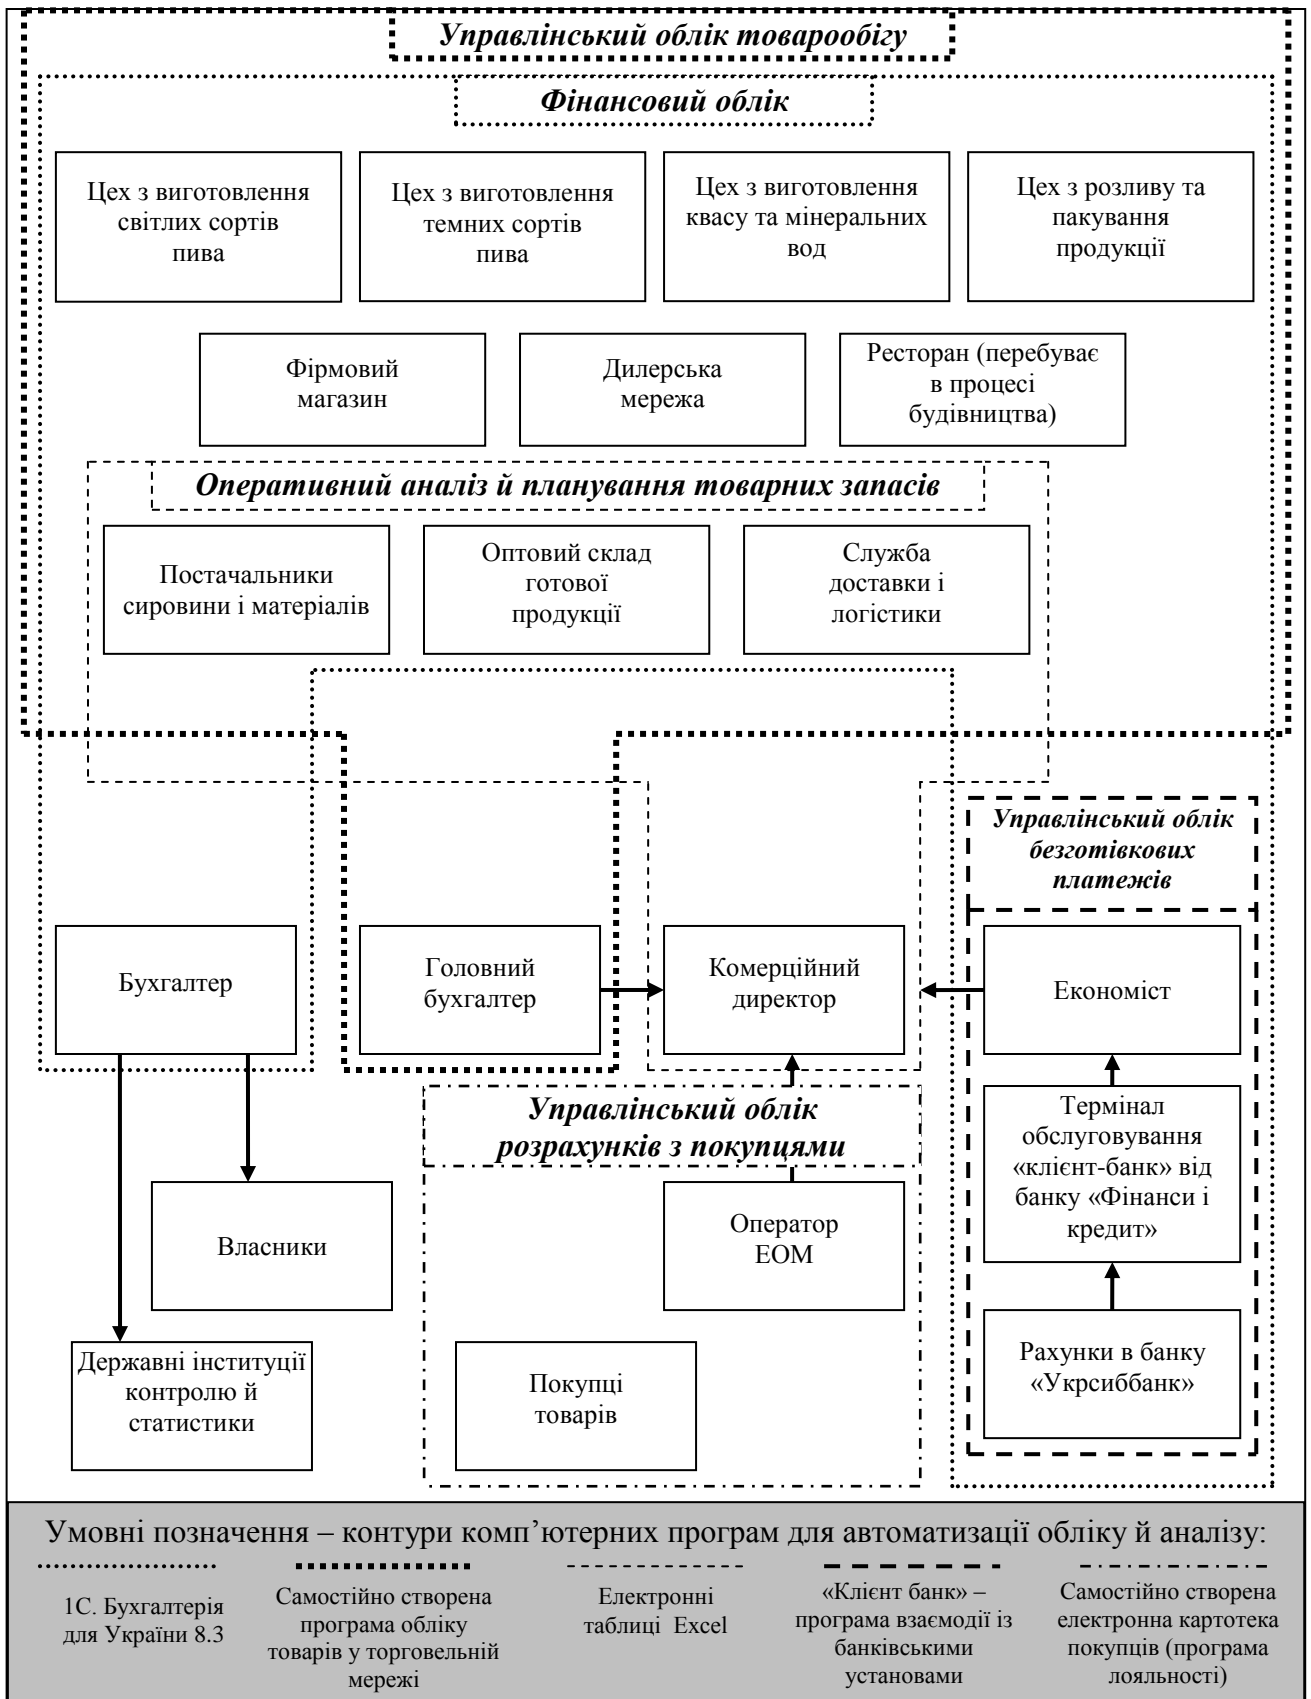 Управлінський облік товарообігу
Фінансовий облік
Цех з виготовлення
світлих сортів
пива
Цех з виготовлення
темних сортів
пива
Цех з виготовлення
квасу та мінеральних
вод
Цех з розливу та
пакування
продукції
Фірмовий
магазин
Дилерська
мережа
Ресторан (перебуває
в процесі
будівництва)
Оперативний аналіз й планування товарних запасів
Постачальники
сировини і матеріалів
Оптовий склад
готової
продукції
Служба
доставки і
логістики
Управлінський облік
безготівкових
платежів
Бухгалтер
Головний
бухгалтер
Комерційний
директор
Економіст
Управлінський облік
розрахунків з покупцями
Термінал
обслуговування
«клієнт-банк» від
банку «Фінанси і
кредит»
Власники
Оператор
ЕОМ
Державні інституції
контролю й
статистики
Покупці
товарів
Рахунки в банку
«Укрсиббанк»
Умовні позначення – контури комп’ютерних програм для автоматизації обліку й аналізу:
1С. Бухгалтерія
для України 8.3
Самостійно створена
програма обліку
товарів у торговельній
мережі
Електронні
таблиці Excel
«Клієнт банк» –
програма взаємодії із
банківськими
установами
Самостійно створена
електронна картотека
покупців (програма
лояльності)